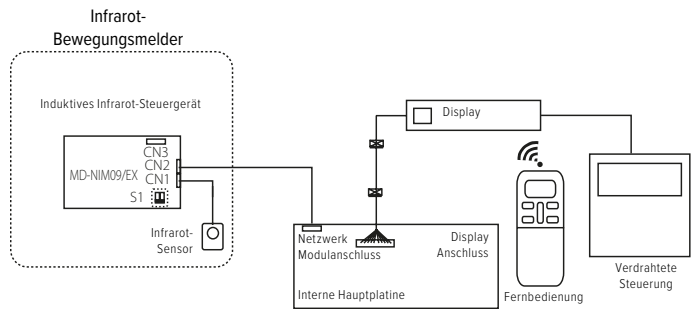 Infrarot-
Bewegungsmelder
Induktives Infrarot-Steuergerät
CN3
CN2
MD-NIM09/EX
CN1
S1
Infrarot-
Sensor
Display
Netzwerk
Modulanschluss
Display
Anschluss
Interne Hauptplatine
Fernbedienung
Verdrahtete
Steuerung